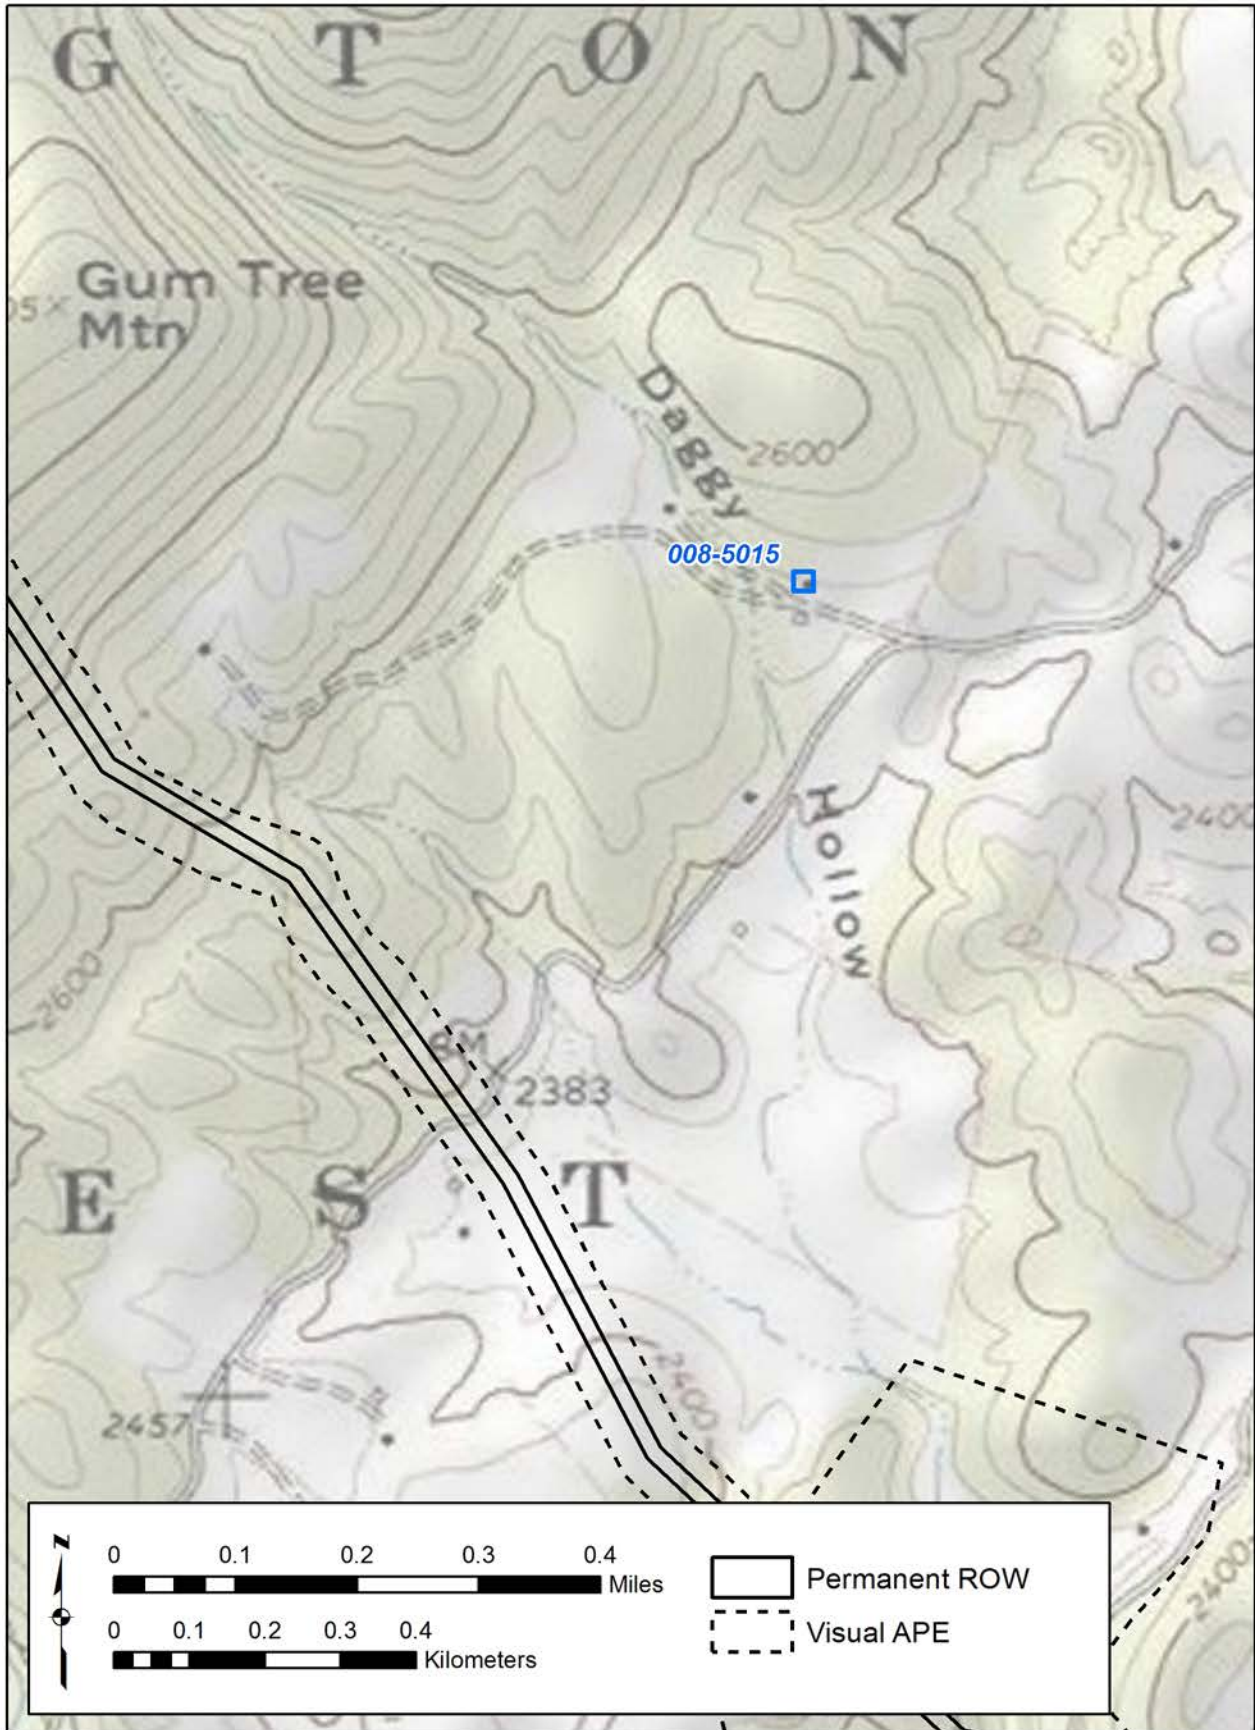 G T O N
Gum Tree
Mtn
Daggy
2600
008-5015
Hollow
2400
2600
BM
2383
E S T
2400
2457
2400
N
0 0.1 0.2 0.3 0.4
Miles
0 0.1 0.2 0.3 0.4
Kilometers
Permanent ROW
Visual APE